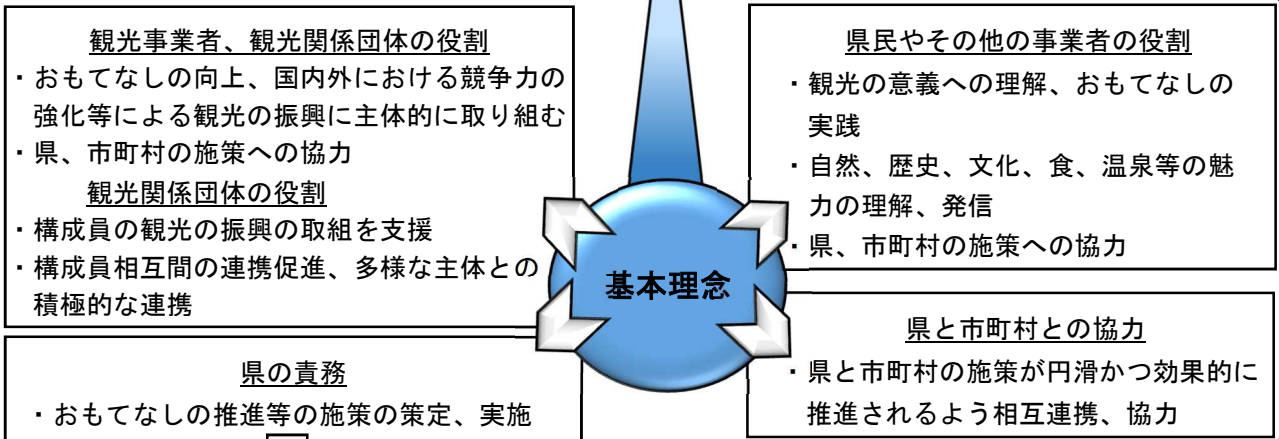 観光事業者、観光関係団体の役割
・おもてなしの向上、国内外における競争力の
強化等による観光の振興に主体的に取り組む
・県、市町村の施策への協力
観光関係団体の役割
・構成員の観光の振興の取組を支援
・構成員相互間の連携促進、多様な主体との
積極的な連携
県の責務
・おもてなしの推進等の施策の策定、実施
基本理念
県民やその他の事業者の役割
・観光の意義への理解、おもてなしの
実践
・自然、歴史、文化、食、温泉等の魅
力の理解、発信
・県、市町村の施策への協力
県と市町村との協力
・県と市町村の施策が円滑かつ効果的に
推進されるよう相互連携、協力